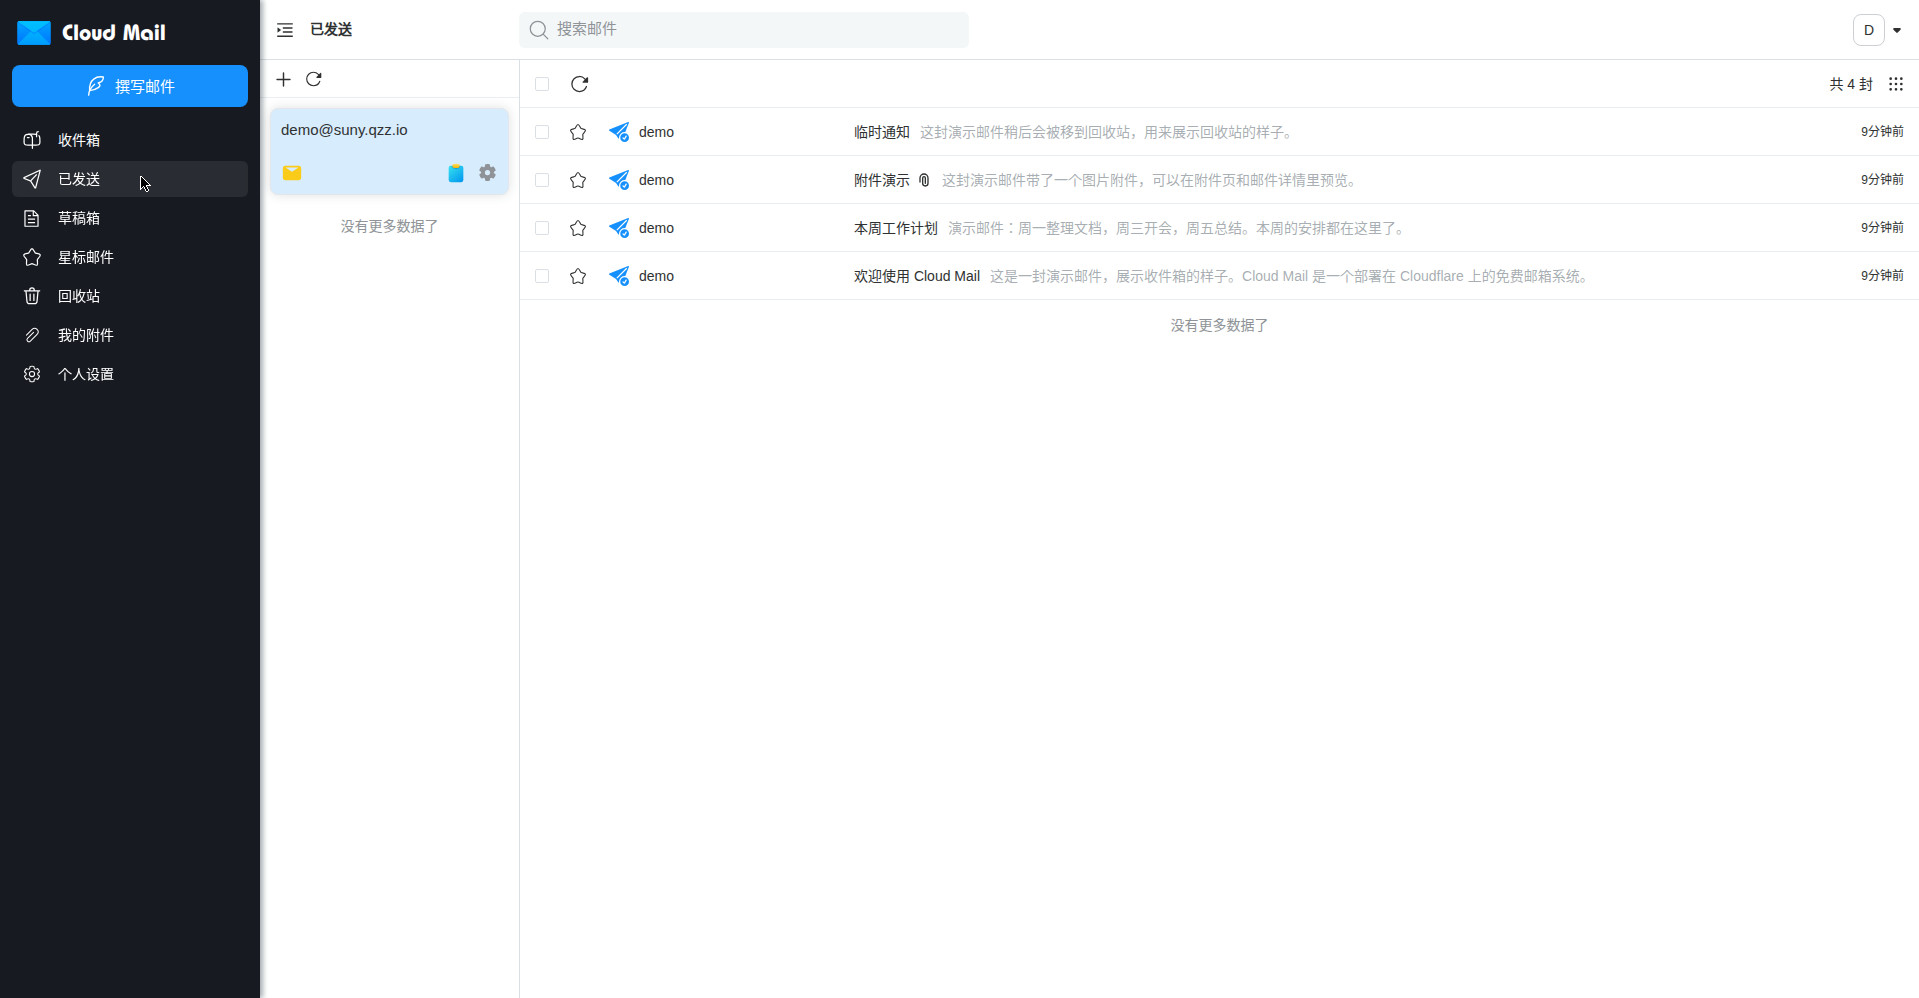 Cloud Mail
撰写邮件
收件箱
已发送
草稿箱
星标邮件
回收站
我的附件
个人设置
已发送
搜索邮件
D
demo@suny.qzz.io
没有更多数据了
共 4 封
demo 临时通知 这封演示邮件稍后会被移到回收站，用来展示回收站的样子。 9分钟前
demo 附件演示 这封演示邮件带了一个图片附件，可以在附件页和邮件详情里预览。 9分钟前
demo 本周工作计划 演示邮件：周一整理文档，周三开会，周五总结。本周的安排都在这里了。 9分钟前
demo 欢迎使用 Cloud Mail 这是一封演示邮件，展示收件箱的样子。Cloud Mail 是一个部署在 Cloudflare 上的免费邮箱系统。 9分钟前
没有更多数据了